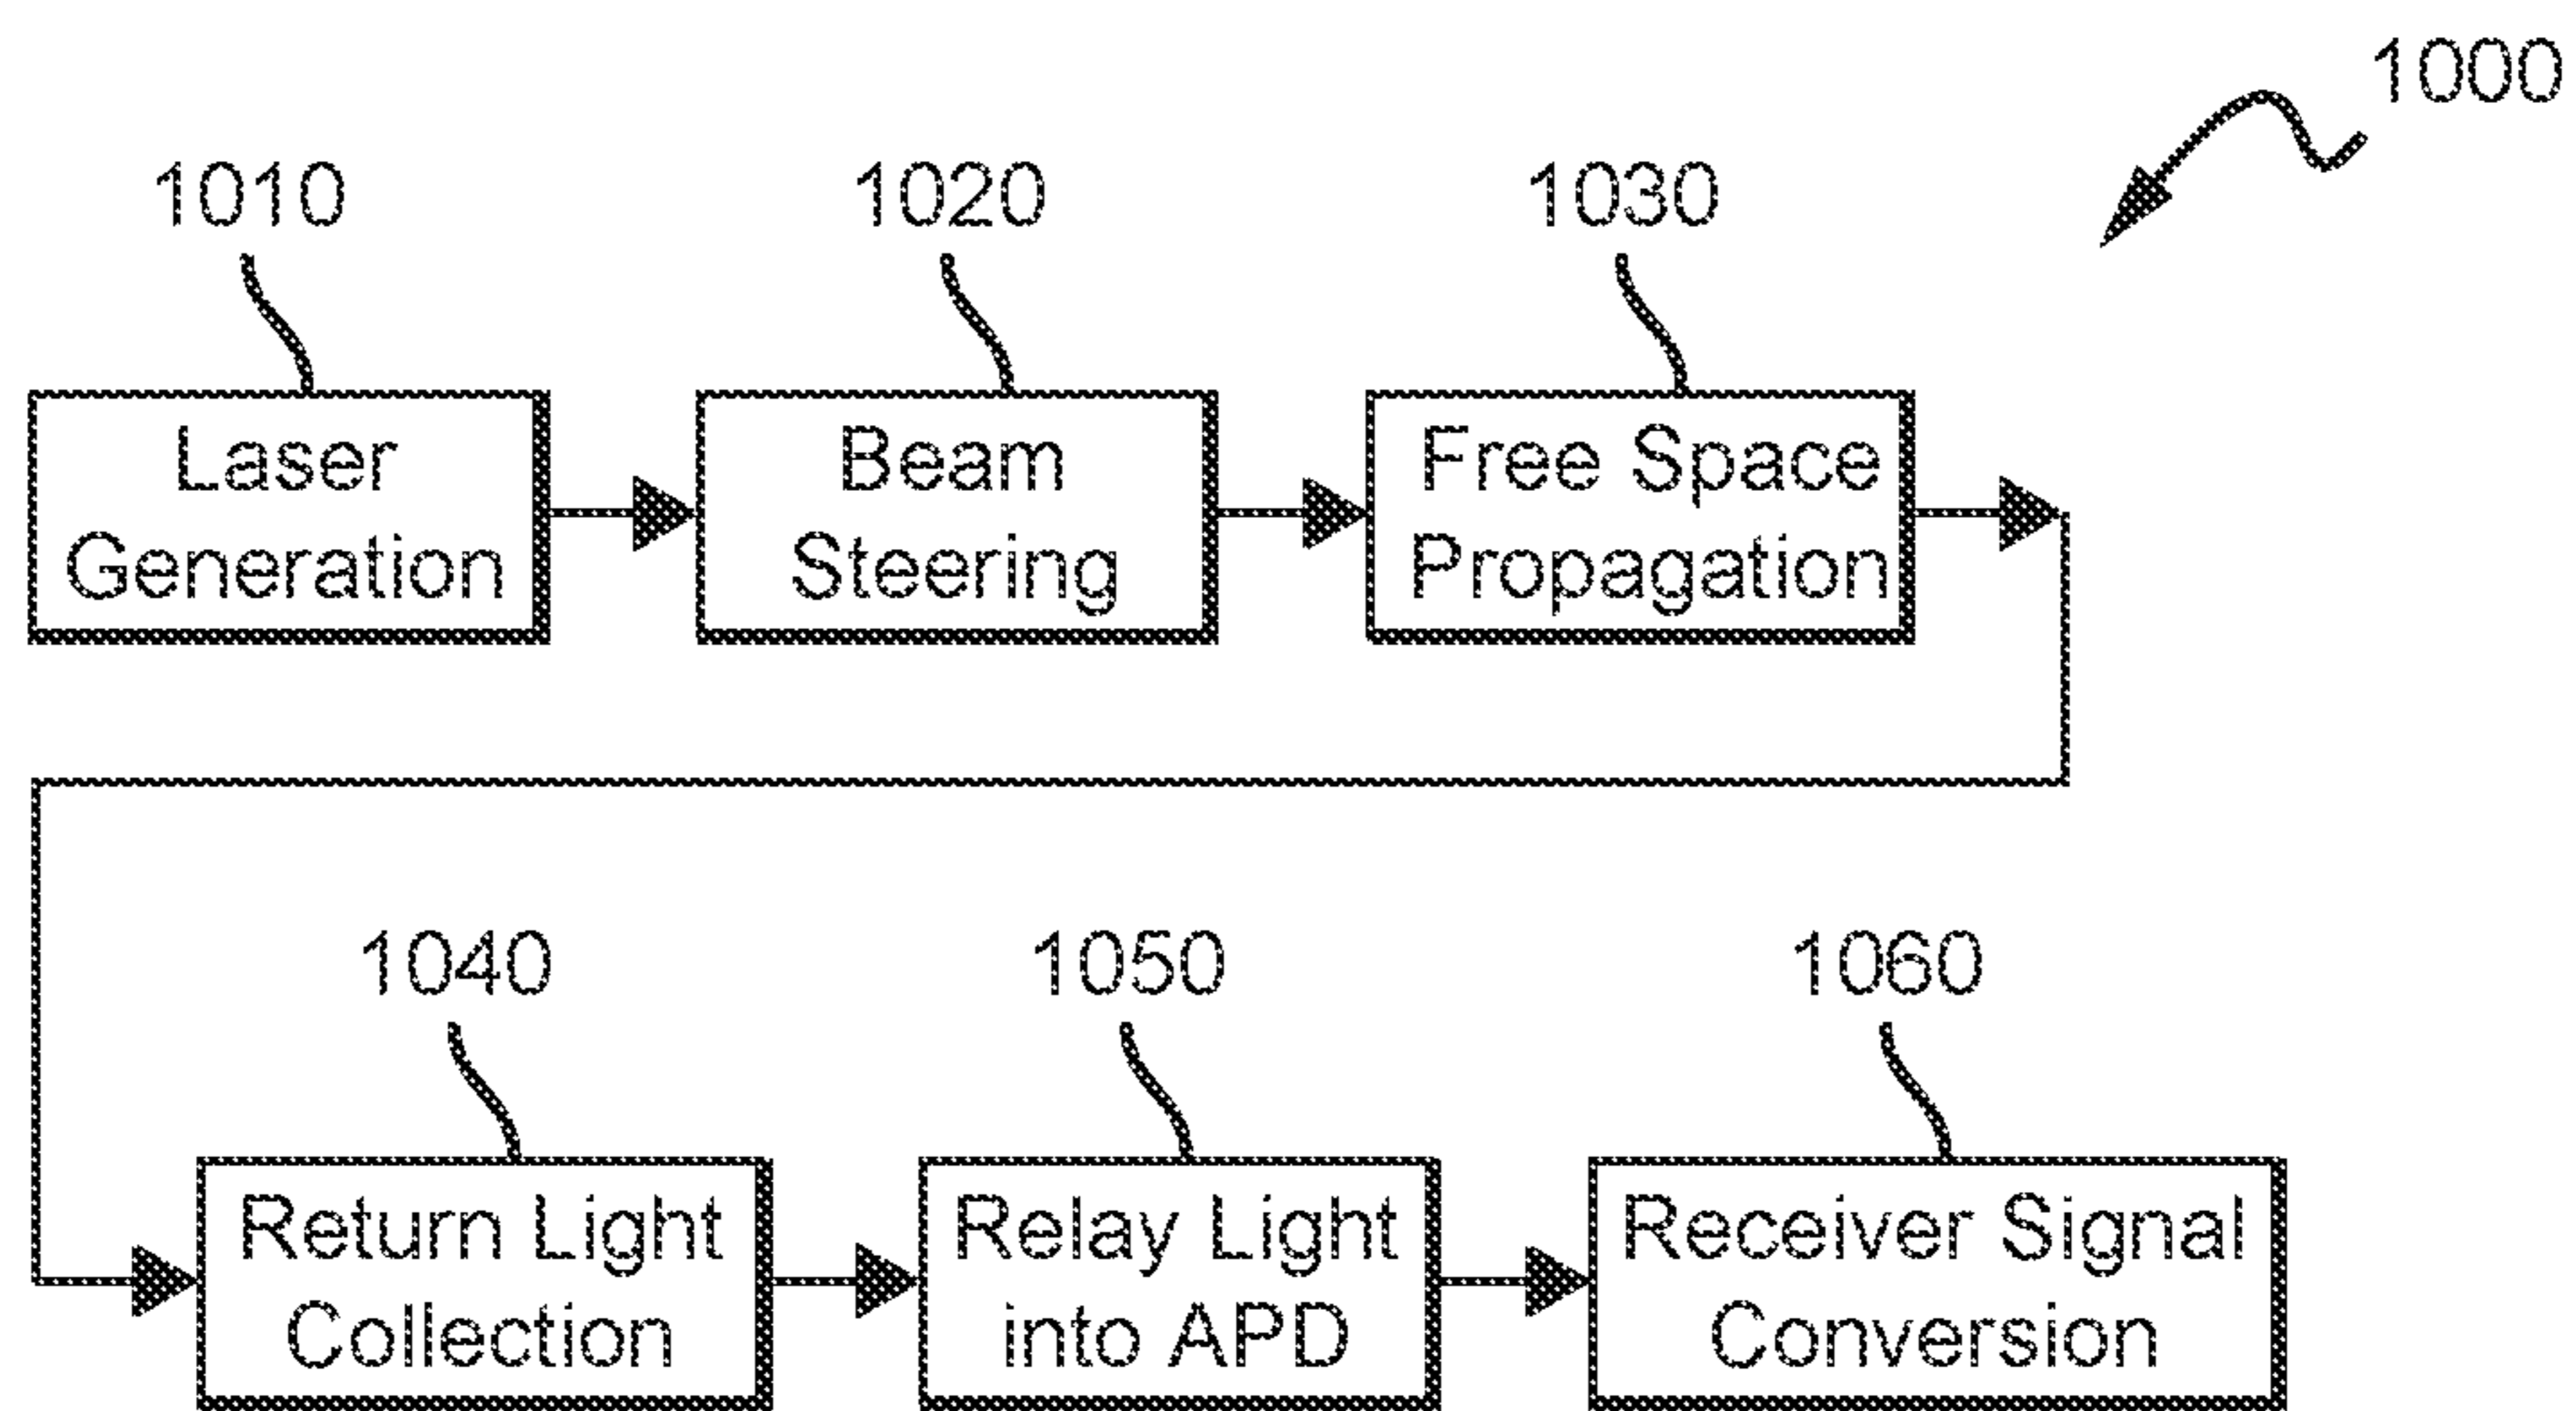 1000
1010
1020
1030
Laser
Generation
Beam
Steering
Free Space
Propagation
1040
1050
1060
Return Light
Collection
Relay Light
into APD
Receiver Signal
Conversion